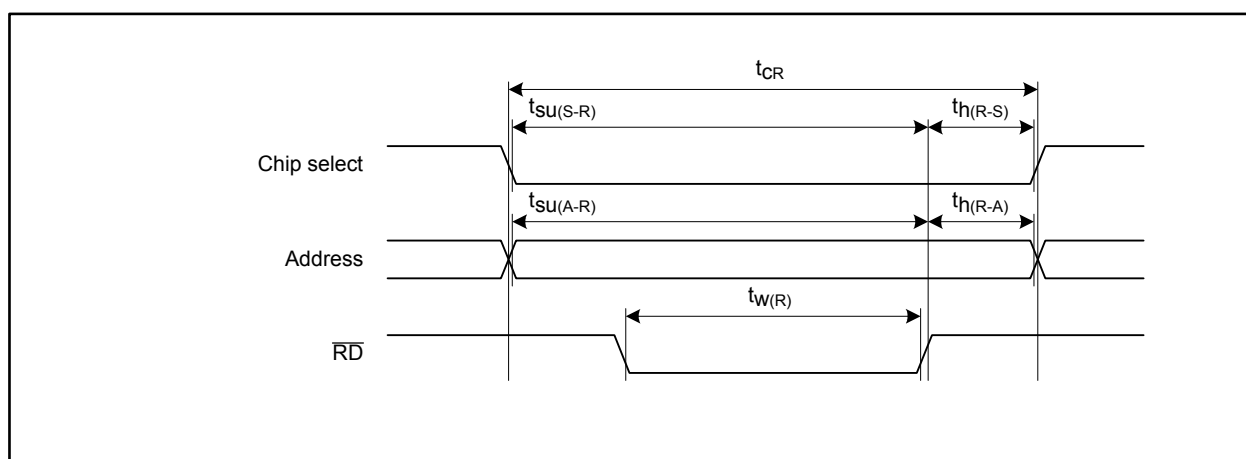 tCR
tsu(S-R) th(R-S)
Chip select
tsu(A-R) th(R-A)
Address
tw(R)
RD